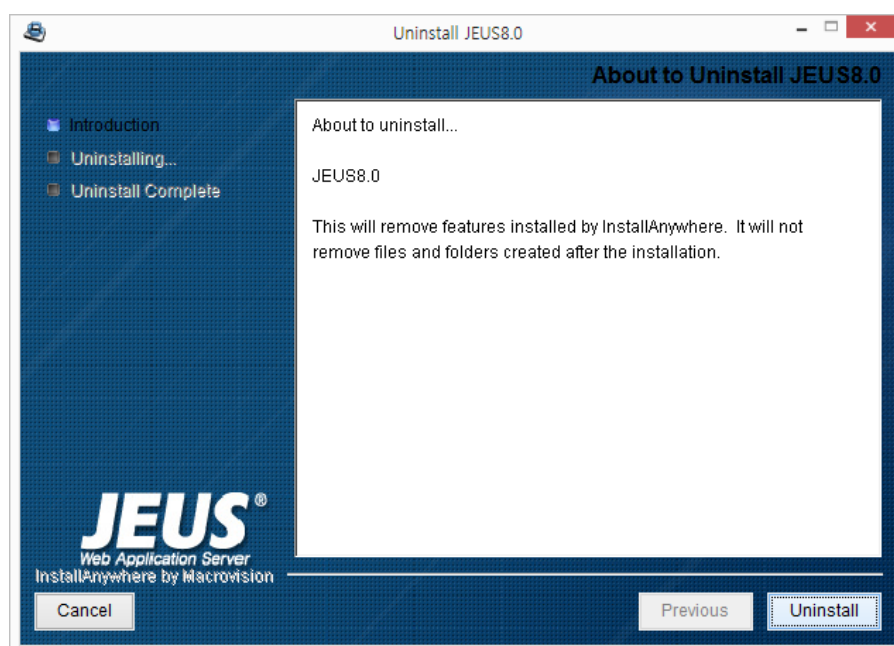 Uninstall JEUS8.0
About to Uninstall JEUS8.0
Introduction
Uninstalling...
Uninstall Complete
About to uninstall...
JEUS8.0
This will remove features installed by InstallAnywhere.  It will not
remove files and folders created after the installation.
JEUS®
Web Application Server
InstallAnywhere by Macrovision
Cancel
Previous
Uninstall